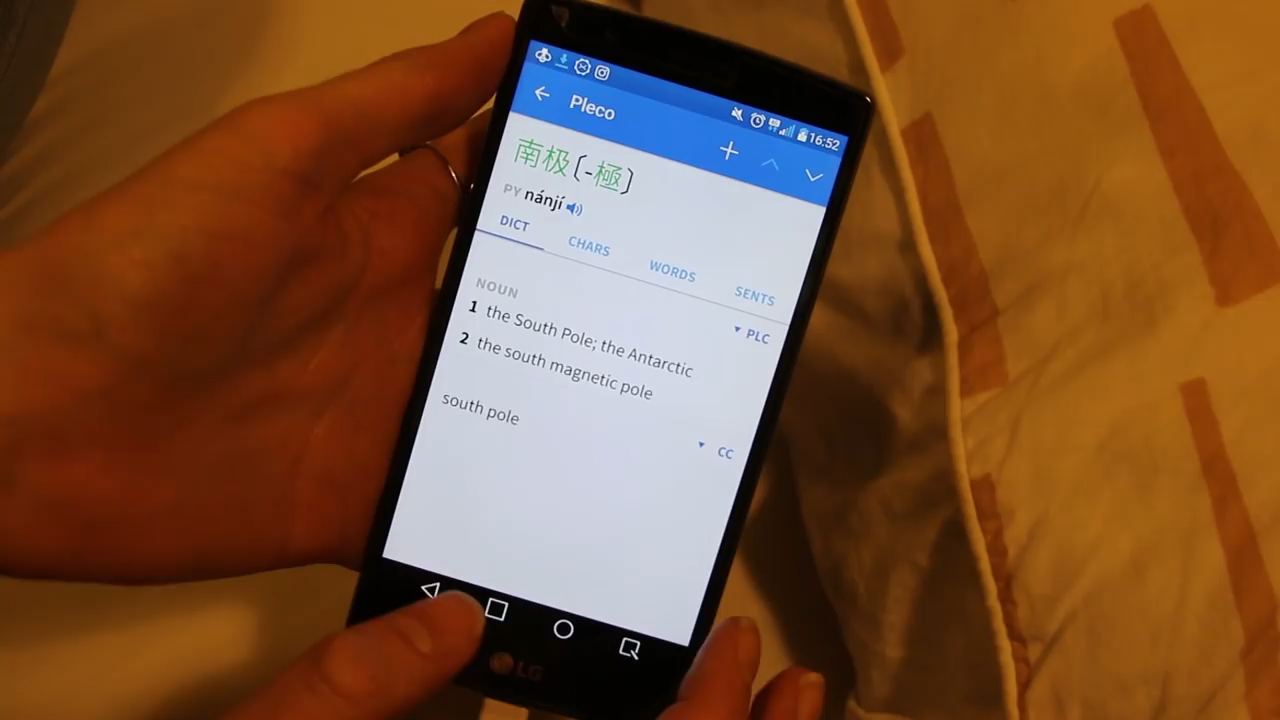 16:52
Pleco
南极〔-極〕
PY nánjí
DICT CHARS WORDS SENTS
NOUN
PLC
1 the South Pole; the Antarctic
2 the south magnetic pole
CC
south pole
LG